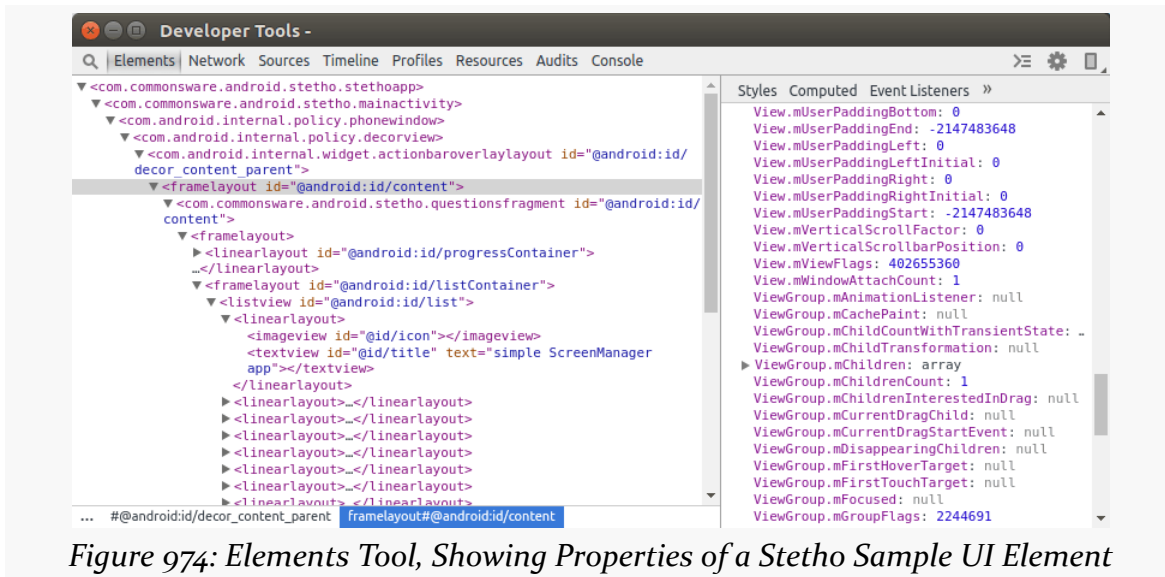 Developer Tools -
Elements Network Sources Timeline Profiles Resources Audits Console
▼<com.commonsware.android.stetho.stethoapp>
▼<com.commonsware.android.stetho.mainactivity>
▼<com.android.internal.policy.phonewindow>
▼<com.android.internal.policy.decorview>
▼<com.android.internal.widget.actionbaroverlaylayout id="@android:id/
decor_content_parent">
▼<framelayout id="@android:id/content">
▼<com.commonsware.android.stetho.questionsfragment id="@android:id/
content">
▼<framelayout>
▶<linearlayout id="@android:id/progressContainer">
…</linearlayout>
▼<framelayout id="@android:id/listContainer">
▼<listview id="@android:id/list">
▼<linearlayout>
<imageview id="@id/icon"></imageview>
<textview id="@id/title" text="simple ScreenManager
app"></textview>
</linearlayout>
▶<linearlayout>…</linearlayout>
▶<linearlayout>…</linearlayout>
▶<linearlayout>…</linearlayout>
▶<linearlayout>…</linearlayout>
▶<linearlayout>…</linearlayout>
▶<linearlayout>…</linearlayout>
▶<linearlayout> </linearlayout>
... #@android:id/decor_content_parent framelayout#@android:id/content
Styles Computed Event Listeners »
View.mUserPaddingBottom: 0
View.mUserPaddingEnd: -2147483648
View.mUserPaddingLeft: 0
View.mUserPaddingLeftInitial: 0
View.mUserPaddingRight: 0
View.mUserPaddingRightInitial: 0
View.mUserPaddingStart: -2147483648
View.mVerticalScrollFactor: 0
View.mVerticalScrollbarPosition: 0
View.mViewFlags: 402655360
View.mWindowAttachCount: 1
ViewGroup.mAnimationListener: null
ViewGroup.mCachePaint: null
ViewGroup.mChildCountWithTransientState: …
ViewGroup.mChildTransformation: null
▶ViewGroup.mChildren: array
ViewGroup.mChildrenCount: 1
ViewGroup.mChildrenInterestedInDrag: null
ViewGroup.mCurrentDragChild: null
ViewGroup.mCurrentDragStartEvent: null
ViewGroup.mDisappearingChildren: null
ViewGroup.mFirstHoverTarget: null
ViewGroup.mFirstTouchTarget: null
ViewGroup.mFocused: null
ViewGroup.mGroupFlags: 2244691
Figure 974: Elements Tool, Showing Properties of a Stetho Sample UI Element